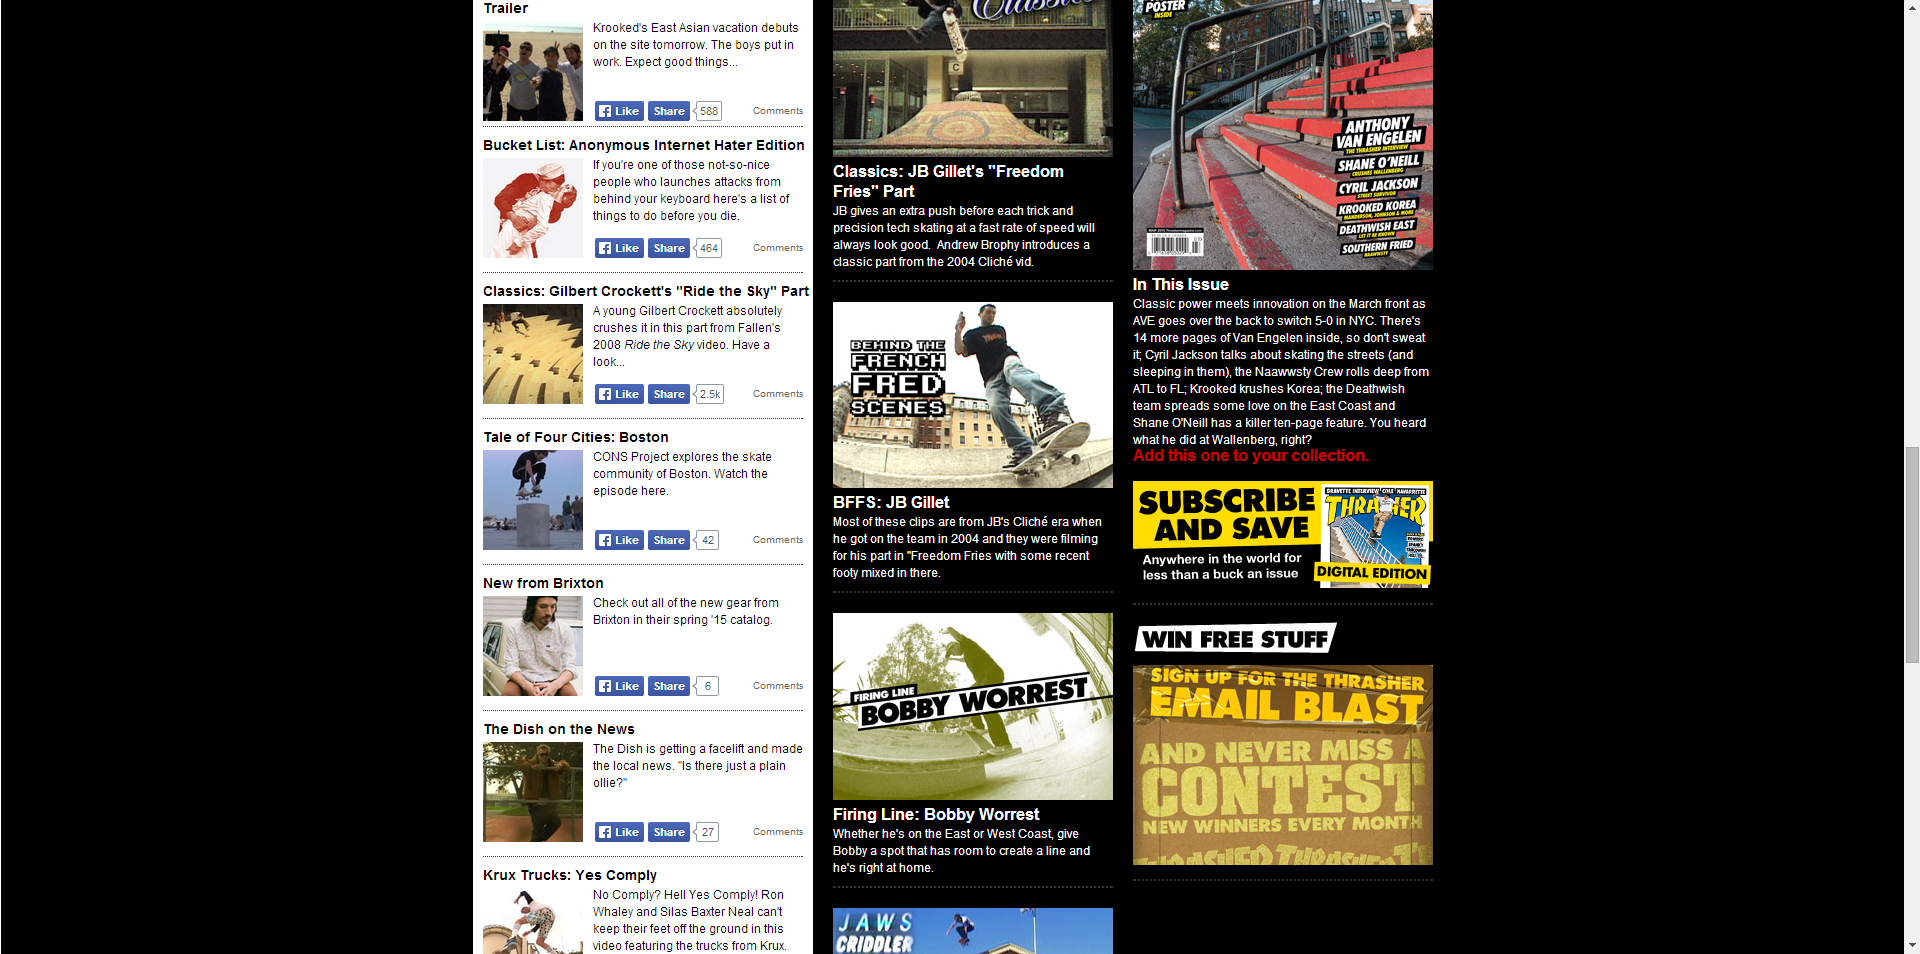 Trailer
Krooked's East Asian vacation debuts
on the site tomorrow. The boys put in
work. Expect good things...
Like Share 588 Comments
Bucket List: Anonymous Internet Hater Edition
If you're one of those not-so-nice
people who launches attacks from
behind your keyboard here's a list of
things to do before you die.
Like Share 464 Comments
Classics: Gilbert Crockett's "Ride the Sky" Part
A young Gilbert Crockett absolutely
crushes it in this part from Fallen's
2008 Ride the Sky video. Have a
look...
Like Share 2.5k Comments
Tale of Four Cities: Boston
CONS Project explores the skate
community of Boston. Watch the
episode here.
Like Share 42 Comments
New from Brixton
Check out all of the new gear from
Brixton in their spring '15 catalog.
Like Share 6 Comments
The Dish on the News
The Dish is getting a facelift and made
the local news. "Is there just a plain
ollie?"
Like Share 27 Comments
Krux Trucks: Yes Comply
No Comply? Hell Yes Comply! Ron
Whaley and Silas Baxter Neal can't
keep their feet off the ground in this
video featuring the trucks from Krux.
Classics
C
Classics: JB Gillet's "Freedom
Fries" Part
JB gives an extra push before each trick and
precision tech skating at a fast rate of speed will
always look good. Andrew Brophy introduces a
classic part from the 2004 Cliché vid.
BEHIND THE
FRENCH
FRED
SCENES
BFFS: JB Gillet
Most of these clips are from JB's Cliché era when
he got on the team in 2004 and they were filming
for his part in "Freedom Fries with some recent
footy mixed in there.
FIRING LINE
BOBBY WORREST
Firing Line: Bobby Worrest
Whether he's on the East or West Coast, give
Bobby a spot that has room to create a line and
he's right at home.
JAWS
CRIDDLER
POSTER
INSIDE
ANTHONY
VAN ENGELEN
THE THRASHER INTERVIEW
SHANE O'NEILL
CRUSHES WALLENBERG
CYRIL JACKSON
STREET SURVIVOR
KROOKED KOREA
MANDERSON, JOHNSON & MORE
DEATHWISH EAST
LET IT BE KNOWN
SOUTHERN FRIED
NAAWWSTY
In This Issue
Classic power meets innovation on the March front as
AVE goes over the back to switch 5-0 in NYC. There's
14 more pages of Van Engelen inside, so don't sweat
it; Cyril Jackson talks about skating the streets (and
sleeping in them), the Naawwsty Crew rolls deep from
ATL to FL; Krooked krushes Korea; the Deathwish
team spreads some love on the East Coast and
Shane O'Neill has a killer ten-page feature. You heard
what he did at Wallenberg, right?
Add this one to your collection.
SUBSCRIBE
AND SAVE
Anywhere in the world for
less than a buck an issue
GRAVETTE INTERVIEW COLE NAVARRETTE
THRASHER
DIGITAL EDITION
WIN FREE STUFF
SIGN UP FOR THE THRASHER
EMAIL BLAST
AND NEVER MISS A
CONTEST
NEW WINNERS EVERY MONTH
THRASHER THRASHER